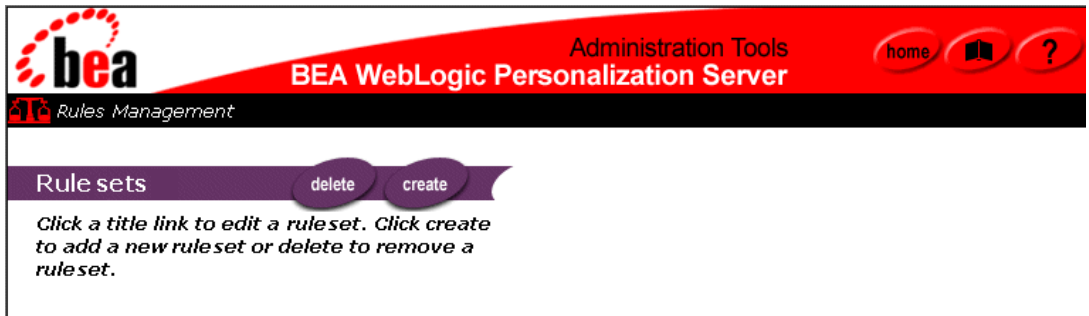 bea
Administration Tools
BEA WebLogic Personalization Server
home
?
Rules Management
Rule sets
delete
create
Click a title link to edit a ruleset. Click create
to add a new ruleset or delete to remove a
ruleset.